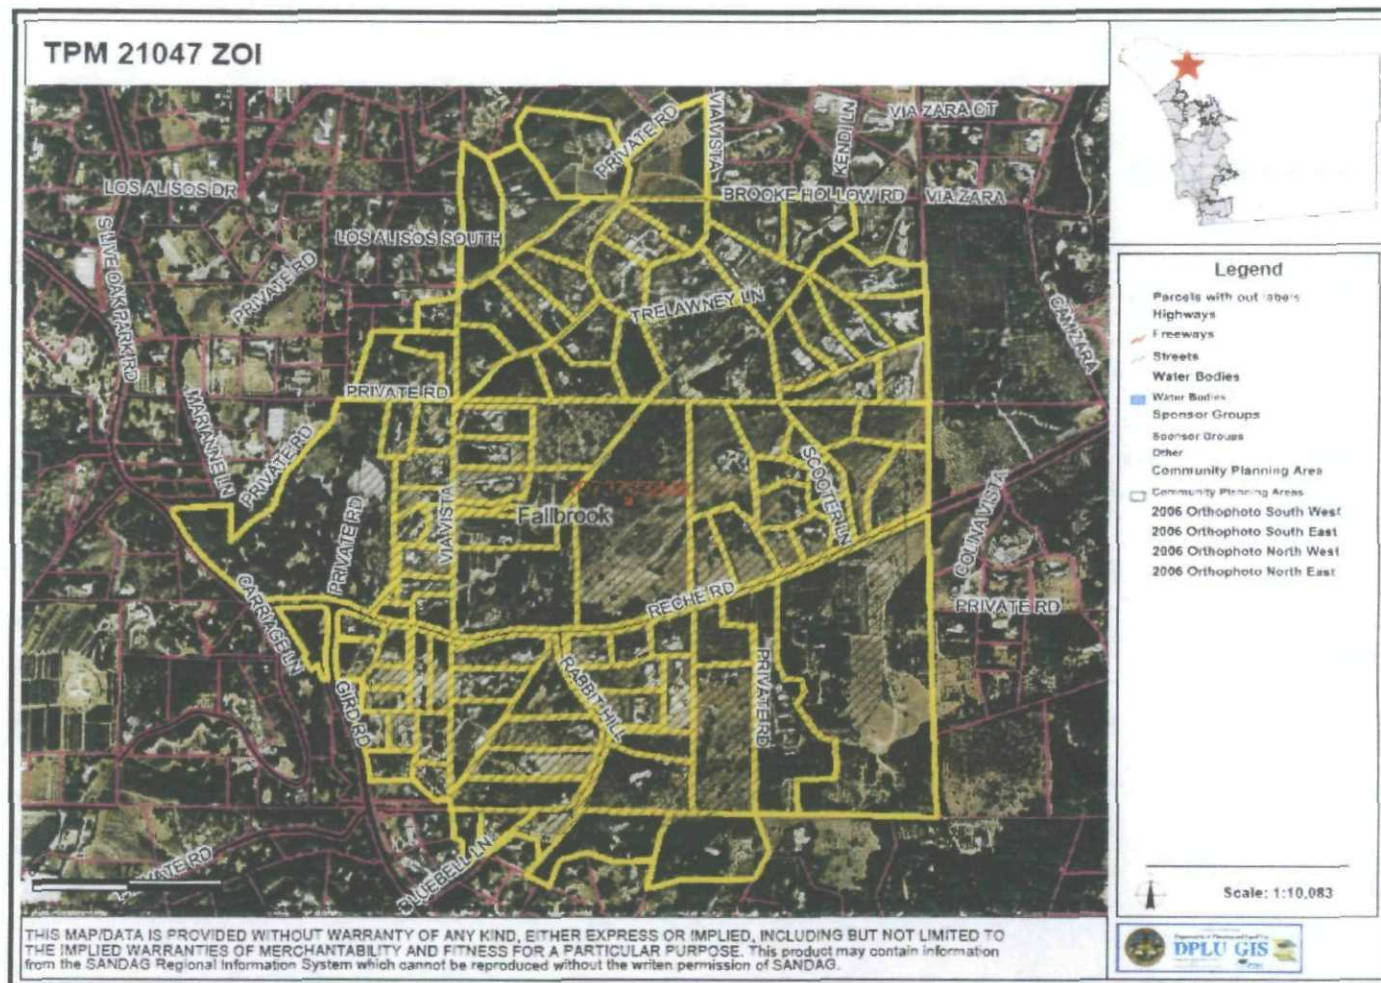 TPM 21047 ZOI
PRIVATE RD
VIA VISTA
KENDI LN
VIA ZARA CT
LOS ALISOS DR
BROOKE HOLLOW RD
VIA ZARA
LOS ALISOS SOUTH
PRIVATE RD
TRELAWNEY LN
PRIVATE RD
MARIANNE LN
PRIVATE RD
SCOOTER LN
PRIVATE RD
VIA VISTA
Fallbrook
COLINA VISTA
RECHE RD
PRIVATE RD
CARRIAGE LN
GIRD RD
RABBIT HILL
PRIVATE RD
BLUEBELL LN
Legend
Parcels with out labels
Highways
Freeways
Streets
Water Bodies
Water Bodies
Sponsor Groups
Sponsor Groups
Other
Community Planning Area
Community Planning Areas
2006 Orthophoto South West
2006 Orthophoto South East
2006 Orthophoto North West
2006 Orthophoto North East
Scale: 1:10,083
DPLU GIS
THIS MAP/DATA IS PROVIDED WITHOUT WARRANTY OF ANY KIND, EITHER EXPRESS OR IMPLIED, INCLUDING BUT NOT LIMITED TO
THE IMPLIED WARRANTIES OF MERCHANTABILITY AND FITNESS FOR A PARTICULAR PURPOSE. This product may contain information
from the SANDAG Regional Information System which cannot be reproduced without the writen permission of SANDAG.